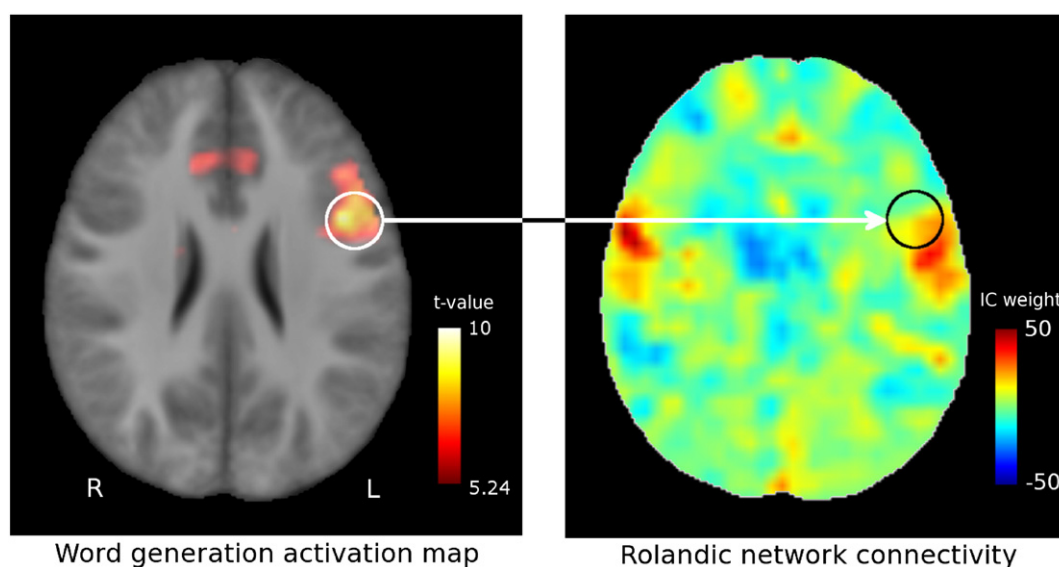 t-value
10
5.24
R
L
Word generation activation map
IC weight
50
-50
Rolandic network connectivity